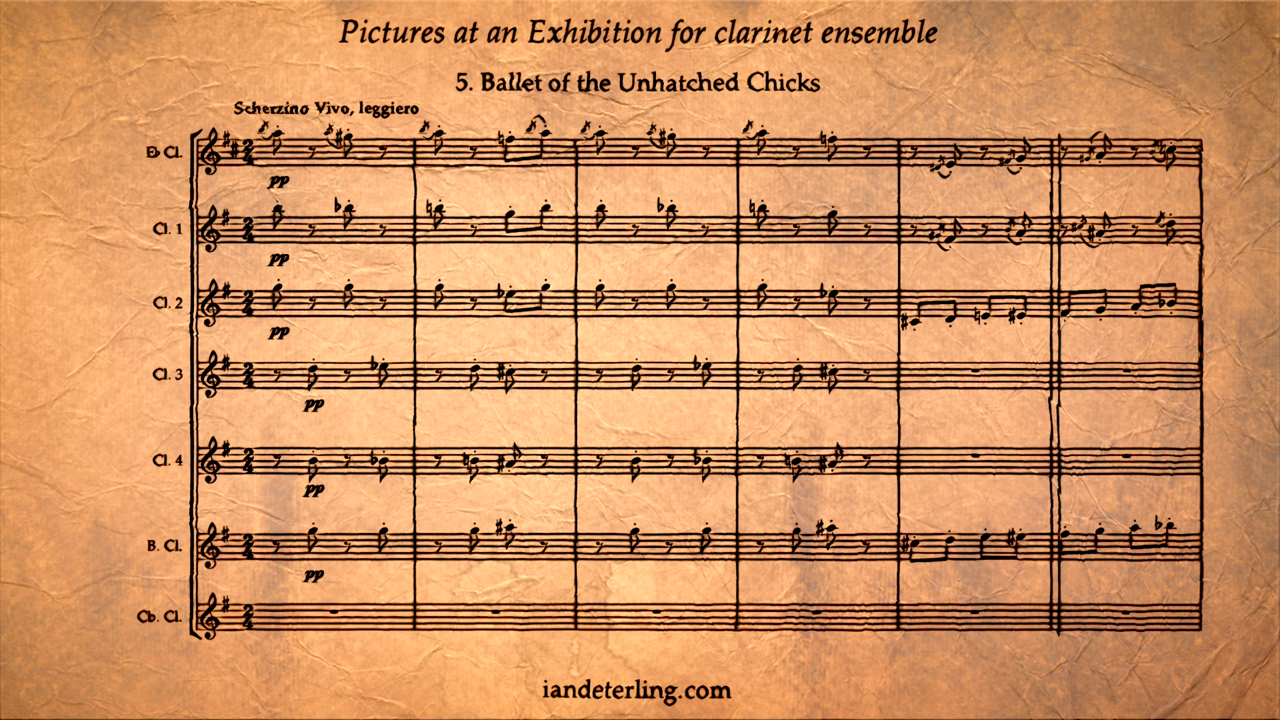 Pictures at an Exhibition for clarinet ensemble
5. Ballet of the Unhatched Chicks
Scherzino Vivo, leggiero
E♭ Cl.
pp
Cl. 1
pp
Cl. 2
pp
Cl. 3
pp
Cl. 4
pp
B. Cl.
pp
Cb. Cl.
iandeterling.com